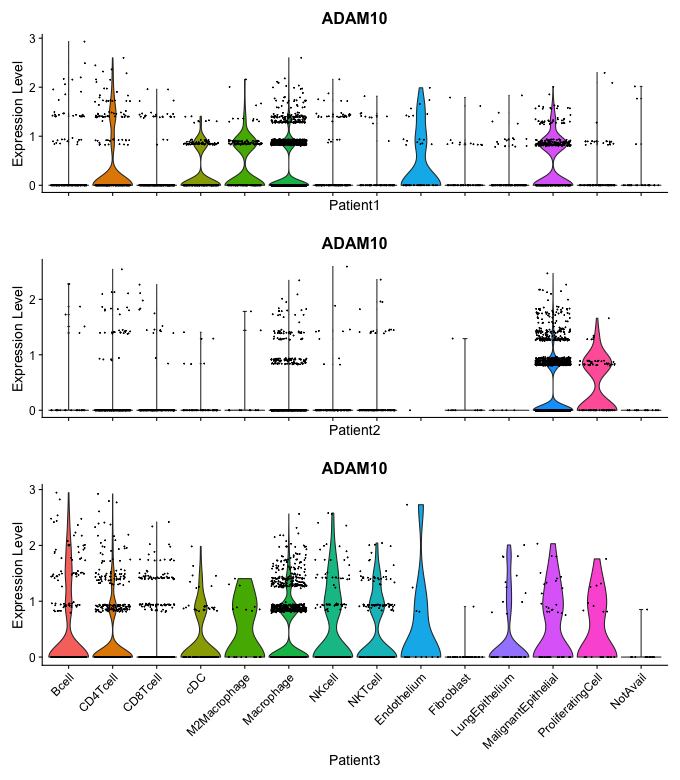 ADAM10
Expression Level
3
2
1
0
Patient1
ADAM10
Expression Level
2
1
0
Patient2
ADAM10
Expression Level
3
2
1
0
Bcell
CD4Tcell
CD8Tcell
cDC
M2Macrophage
Macrophage
NKcell
NKTcell
Endothelium
Fibroblast
LungEpithelium
MalignantEpithelial
ProliferatingCell
NotAvail
Patient3